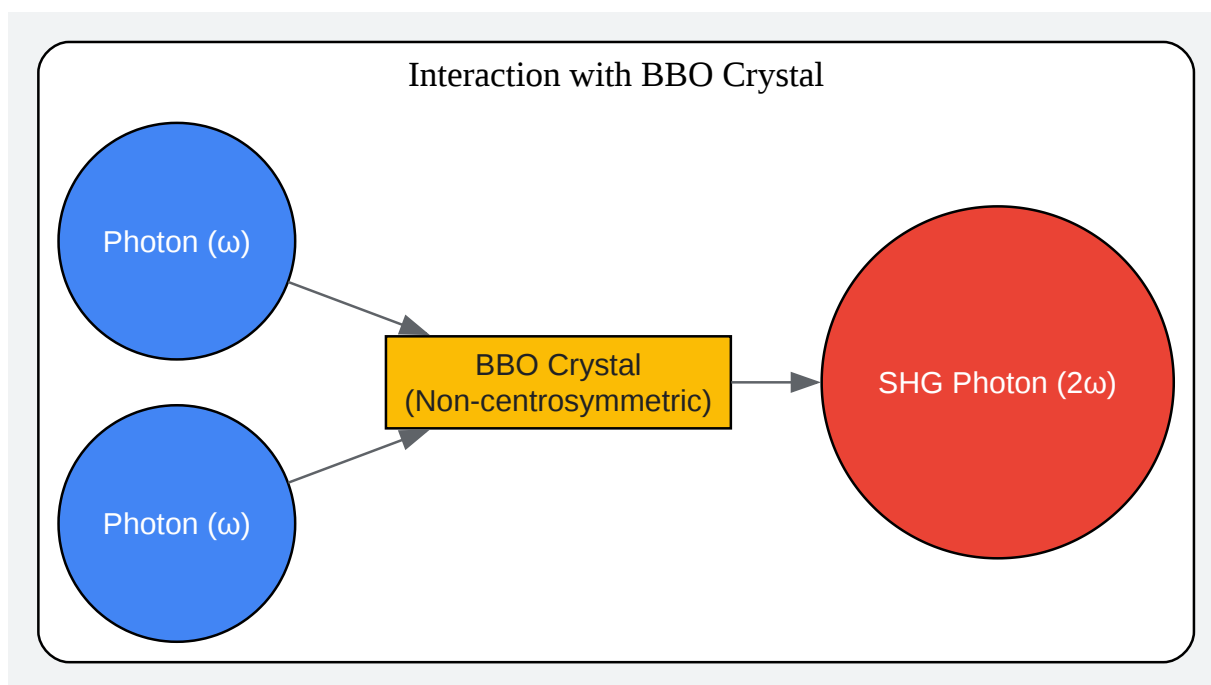 Interaction with BBO Crystal
Photon (ω)
Photon (ω)
BBO Crystal
(Non-centrosymmetric)
SHG Photon (2ω)